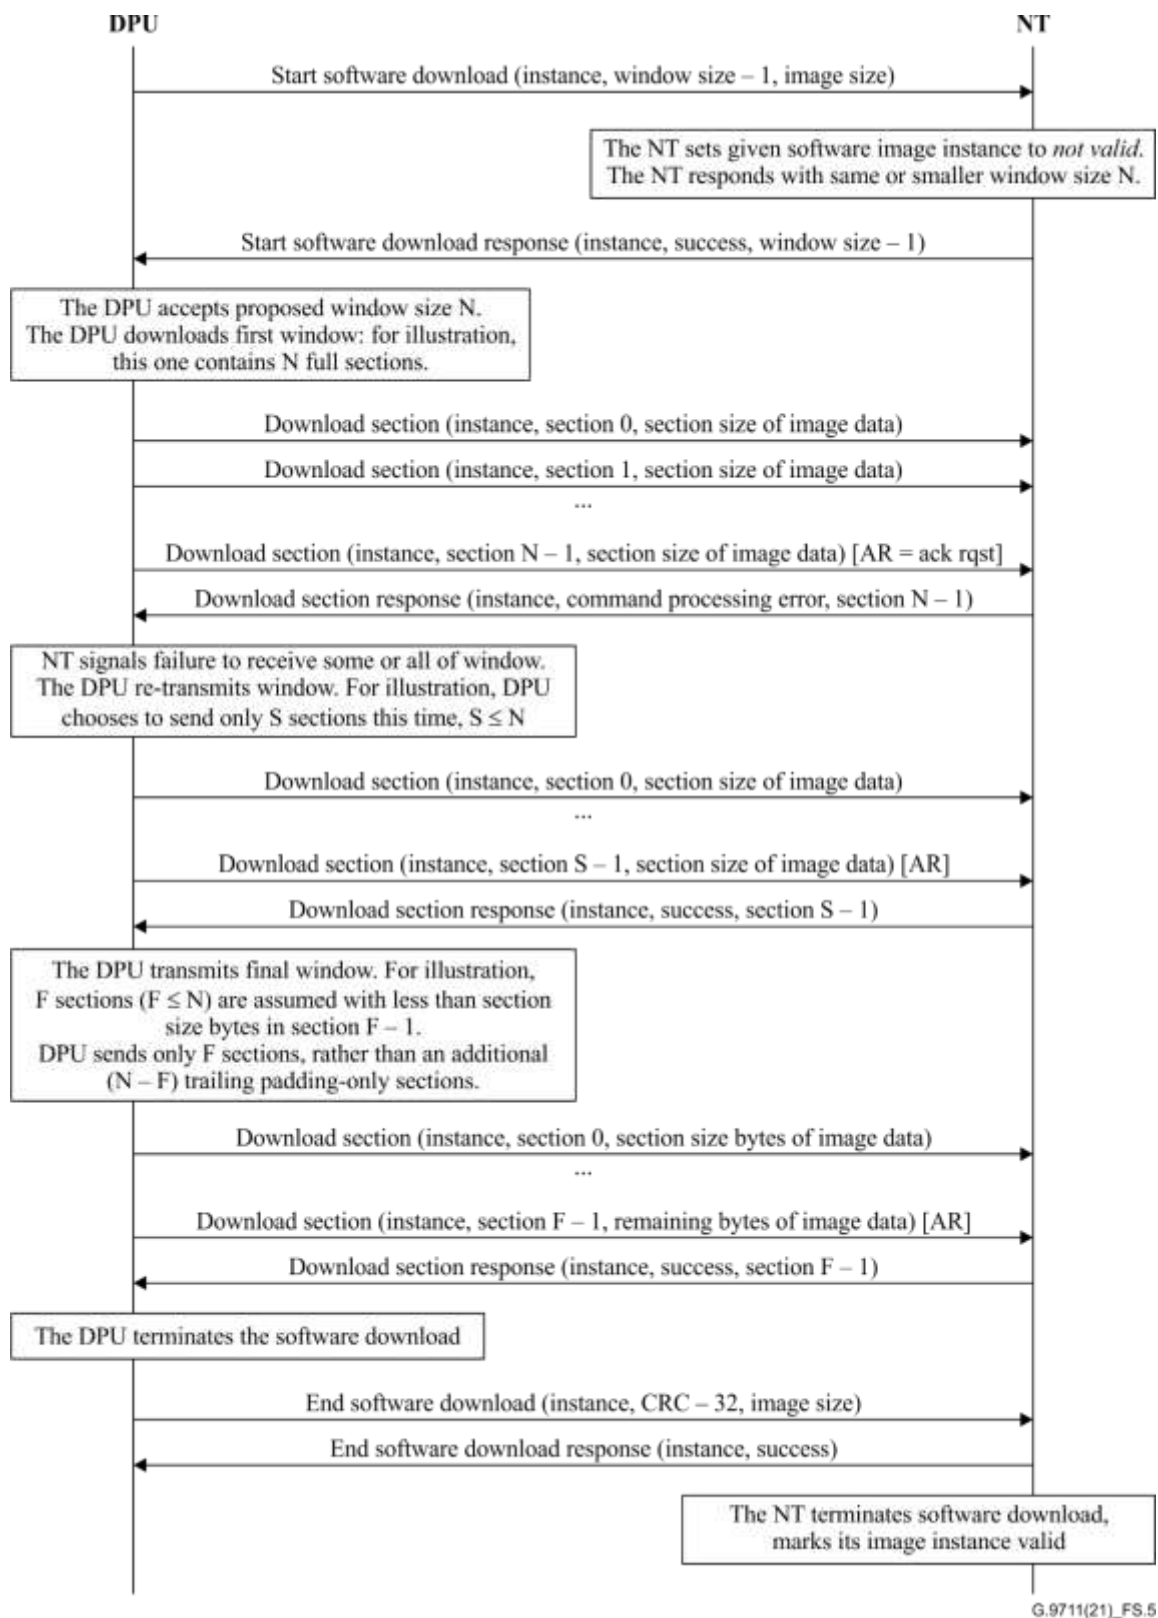 DPU
NT
Start software download (instance, window size – 1, image size)
The NT sets given software image instance to not valid.
The NT responds with same or smaller window size N.
Start software download response (instance, success, window size – 1)
The DPU accepts proposed window size N.
The DPU downloads first window: for illustration,
this one contains N full sections.
Download section (instance, section 0, section size of image data)
Download section (instance, section 1, section size of image data)
...
Download section (instance, section N – 1, section size of image data) [AR = ack rqst]
Download section response (instance, command processing error, section N – 1)
NT signals failure to receive some or all of window.
The DPU re-transmits window. For illustration, DPU
chooses to send only S sections this time, S ≤ N
Download section (instance, section 0, section size of image data)
...
Download section (instance, section S – 1, section size of image data) [AR]
Download section response (instance, success, section S – 1)
The DPU transmits final window. For illustration,
F sections (F ≤ N) are assumed with less than section
size bytes in section F – 1.
DPU sends only F sections, rather than an additional
(N – F) trailing padding-only sections.
Download section (instance, section 0, section size bytes of image data)
...
Download section (instance, section F – 1, remaining bytes of image data) [AR]
Download section response (instance, success, section F – 1)
The DPU terminates the software download
End software download (instance, CRC – 32, image size)
End software download response (instance, success)
The NT terminates software download,
marks its image instance valid
G.9711(21)_FS.5